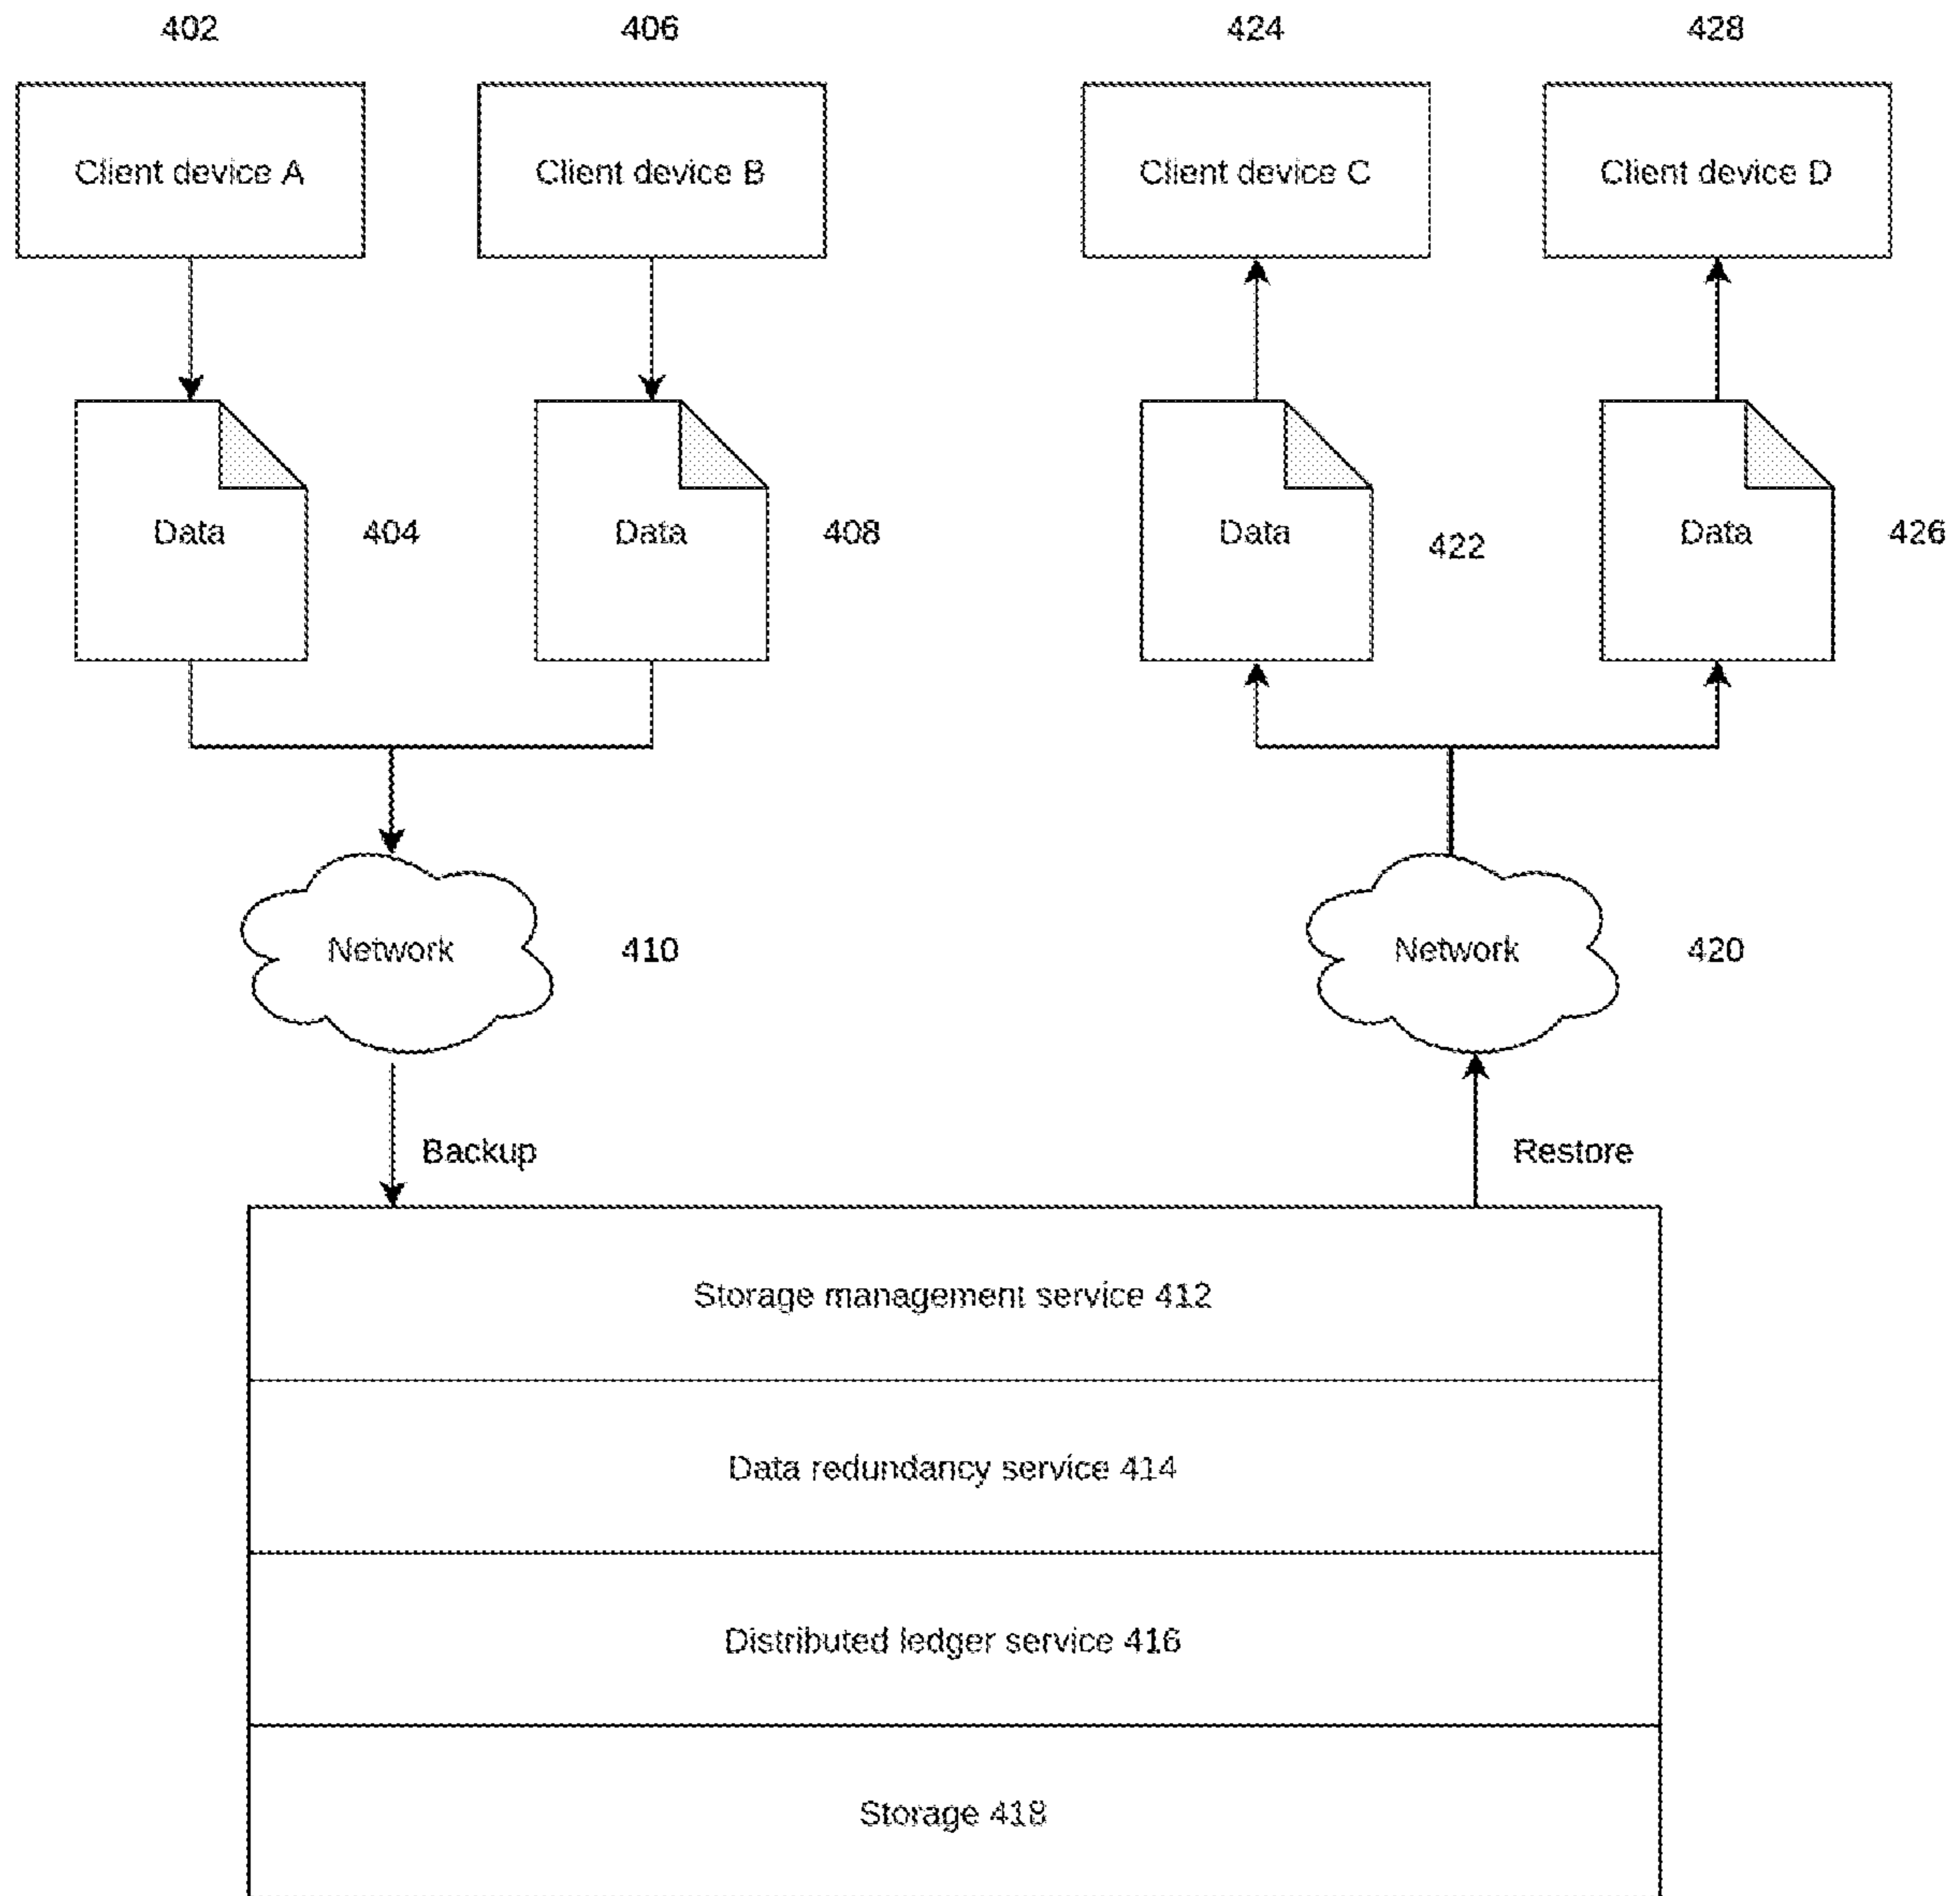 402 406 424 428
Client device A Client device B Client device C Client device D
Data 404 Data 408 Data 422 Data 426
Network 410 Network 420
Backup Restore
Storage management service 412
Data redundancy service 414
Distributed ledger service 416
Storage 418